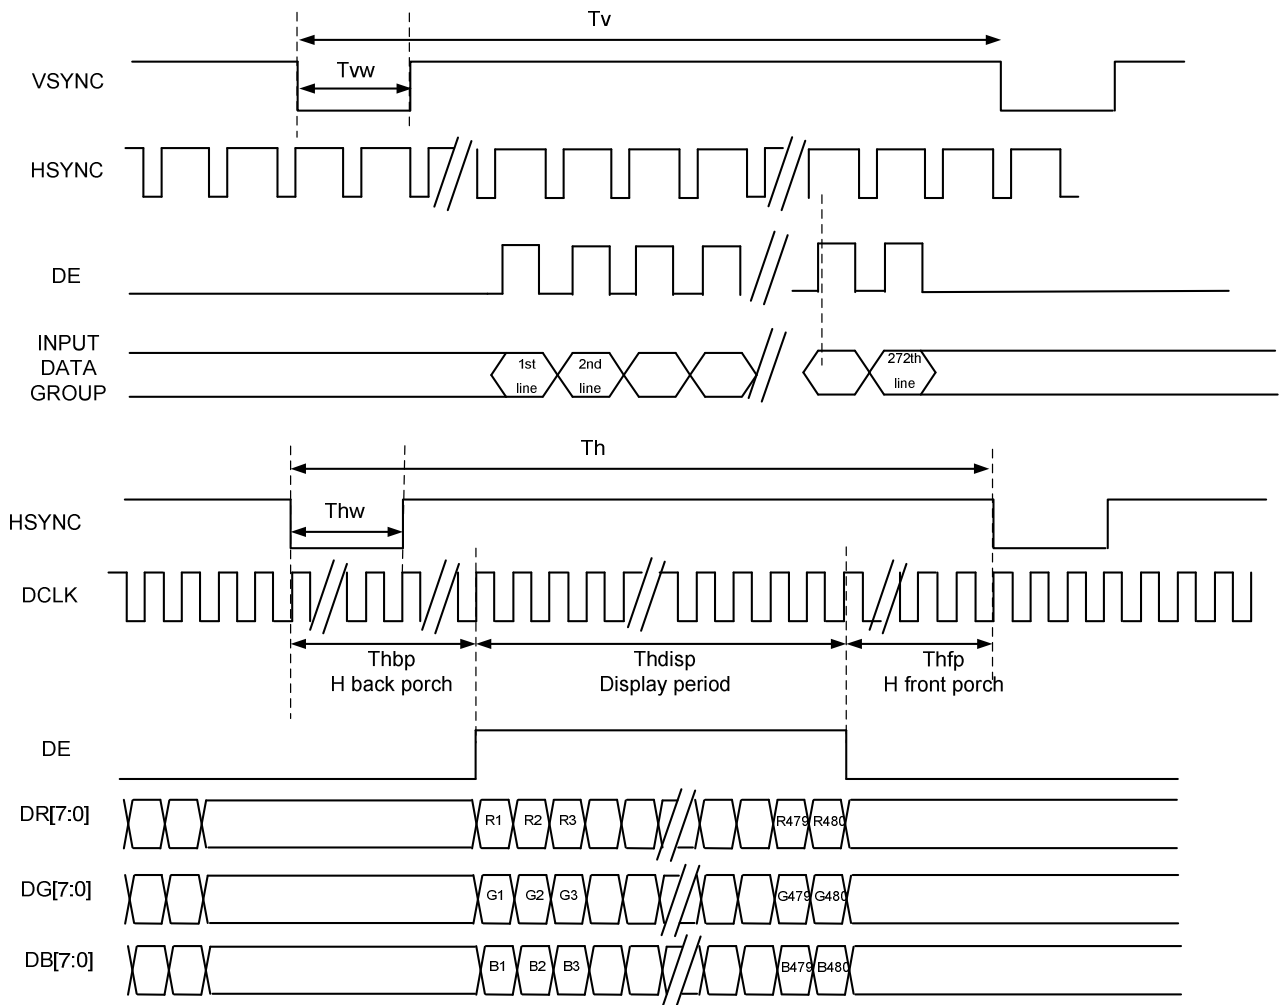 Tv
VSYNC
Tvw
HSYNC
DE
INPUT
DATA
GROUP
1st
line
2nd
line
272th
line
Th
HSYNC
Thw
DCLK
Thbp
H back porch
Thdisp
Display period
Thfp
H front porch
DE
DR[7:0]
R1 R2 R3 R479 R480
DG[7:0]
G1 G2 G3 G479 G480
DB[7:0]
B1 B2 B3 B479 B480